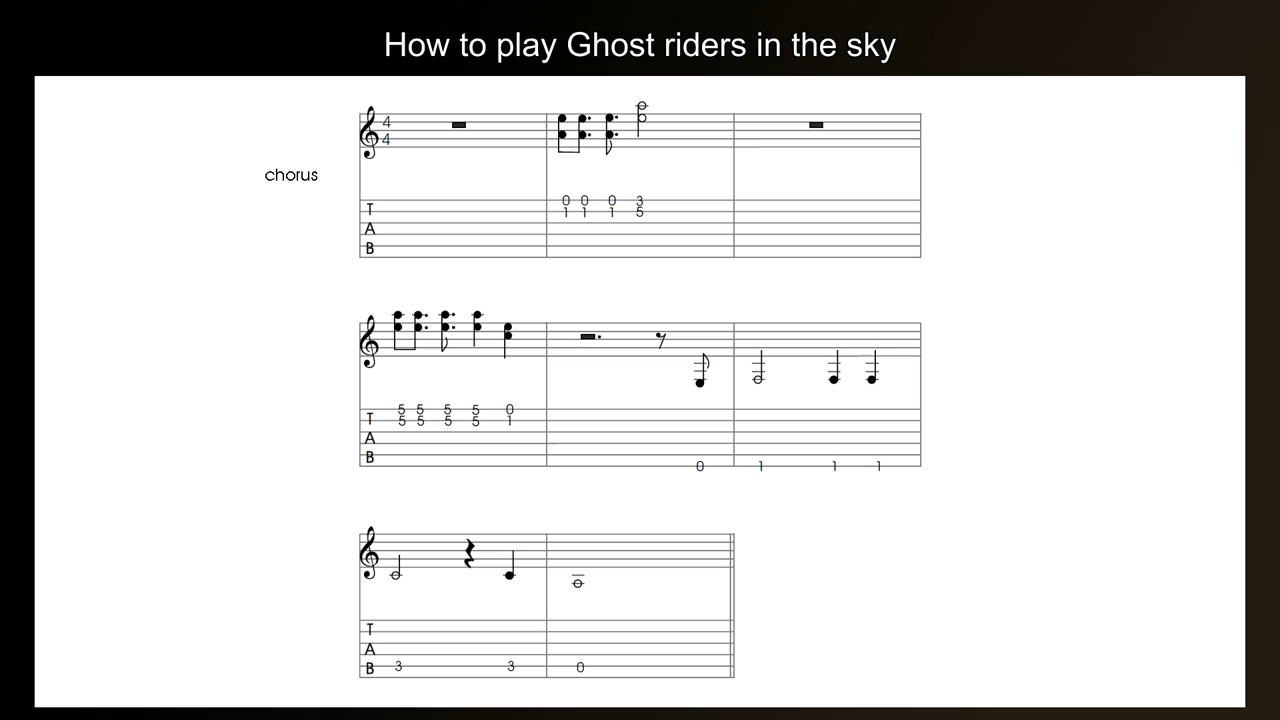 How to play Ghost riders in the sky
4
4
chorus
T
A
B
0 0 0 3
1 1 1 5
T
A
B
5 5 5 5 0
5 5 5 5 1
0 1 1 1
T
A
B
3 3 0